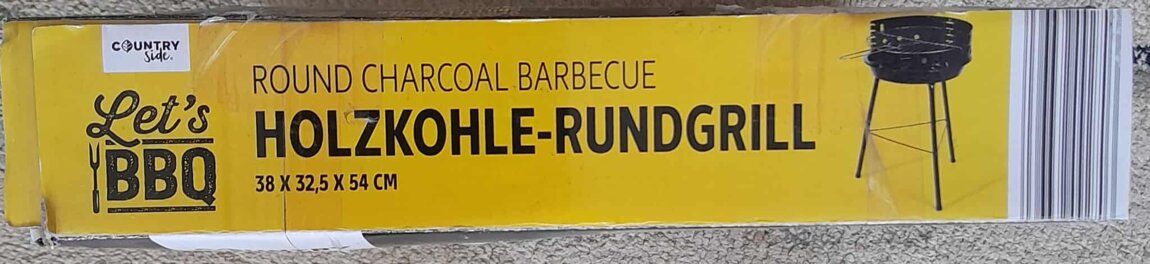 COUNTRY
Side
Let's
BBQ
ROUND CHARCOAL BARBECUE
HOLZKOHLE-RUNDGRILL
38 X 32,5 X 54 CM